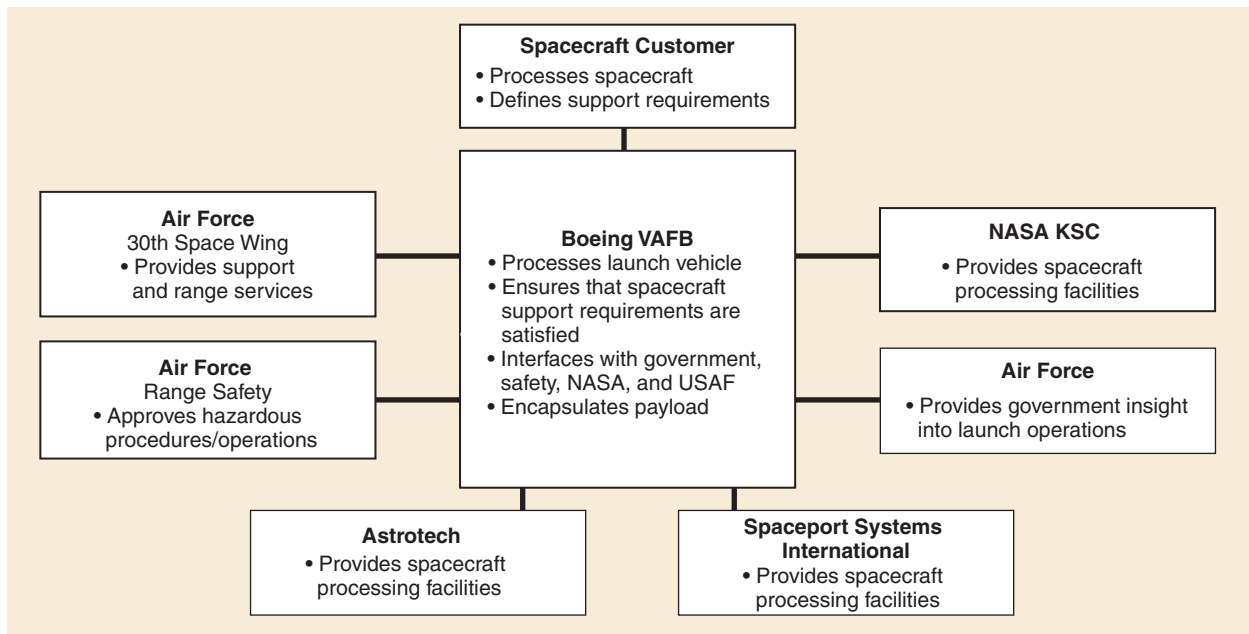 Spacecraft Customer
• Processes spacecraft
• Defines support requirements
Air Force
30th Space Wing
• Provides support
and range services
Air Force
Range Safety
• Approves hazardous
procedures/operations
Boeing VAFB
• Processes launch vehicle
• Ensures that spacecraft
support requirements are
satisfied
• Interfaces with government,
safety, NASA, and USAF
• Encapsulates payload
NASA KSC
• Provides spacecraft
processing facilities
Air Force
• Provides government insight
into launch operations
Astrotech
• Provides spacecraft
processing facilities
Spaceport Systems
International
• Provides spacecraft
processing facilities